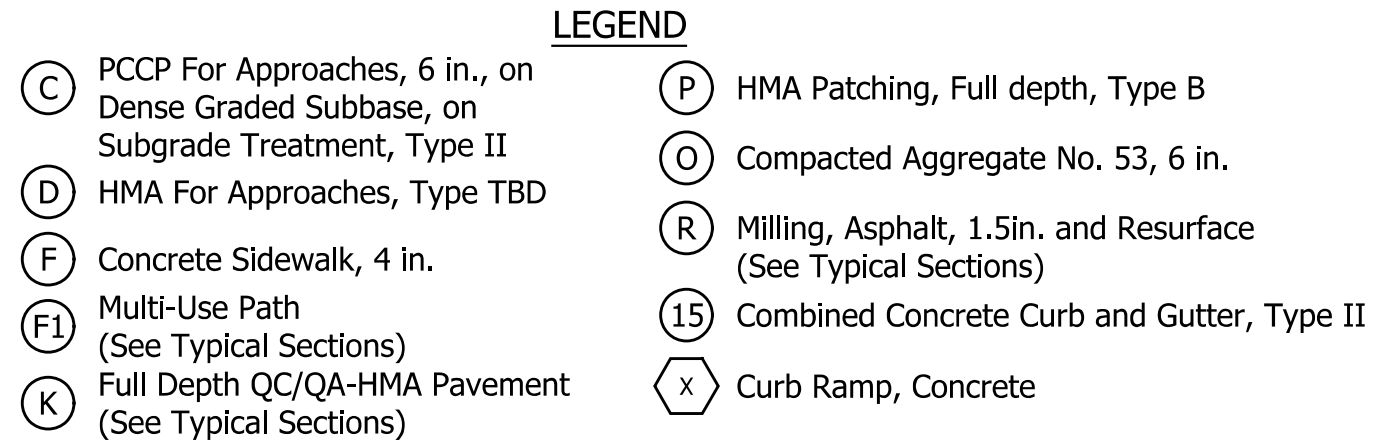 LEGEND
C
PCCP For Approaches, 6 in., on
Dense Graded Subbase, on
Subgrade Treatment, Type II
D
HMA For Approaches, Type TBD
F
Concrete Sidewalk, 4 in.
F1
Multi-Use Path
(See Typical Sections)
K
Full Depth QC/QA-HMA Pavement
(See Typical Sections)
P
HMA Patching, Full depth, Type B
O
Compacted Aggregate No. 53, 6 in.
R
Milling, Asphalt, 1.5in. and Resurface
(See Typical Sections)
15
Combined Concrete Curb and Gutter, Type II
X
Curb Ramp, Concrete